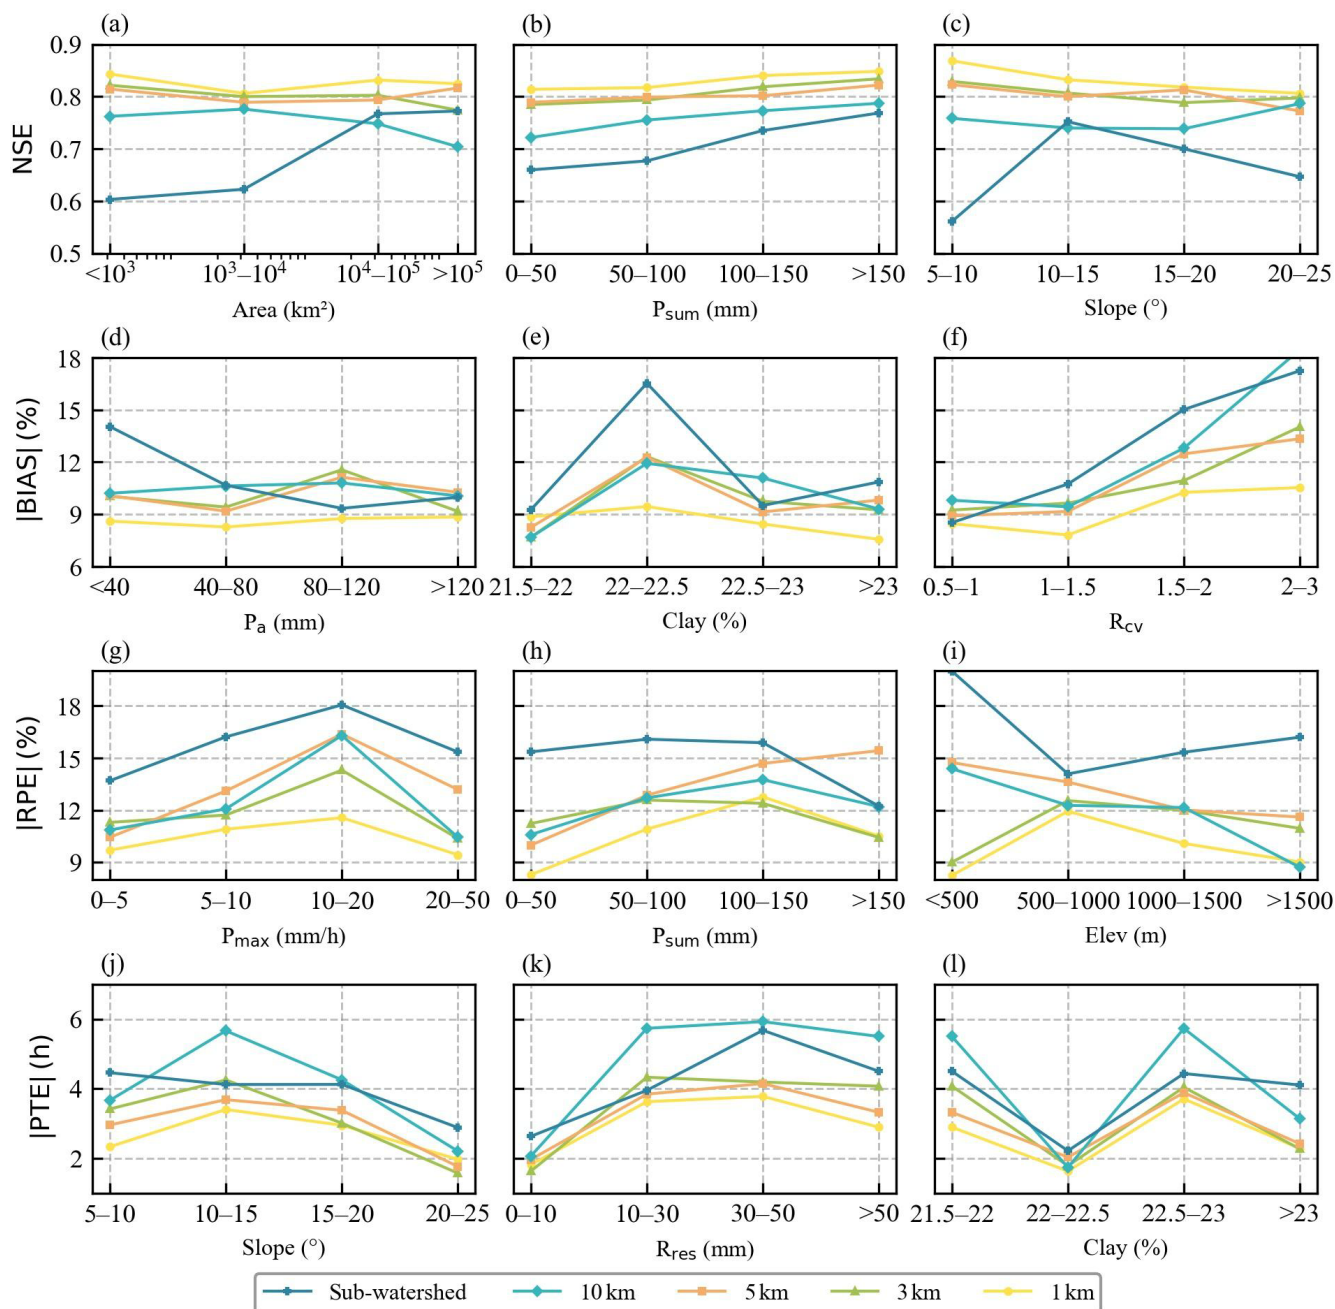 (a) (b) (c)
NSE
0.9
0.8
0.7
0.6
0.5
<10³ 10³–10⁴ 10⁴–10⁵ >10⁵ 0–50 50–100 100–150 >150 5–10 10–15 15–20 20–25
Area (km²) Psum (mm) Slope (°)
(d) (e) (f)
|BIAS| (%)
18
15
12
9
6
<40 40–80 80–120 >120 21.5–22 22–22.5 22.5–23 >23 0.5–1 1–1.5 1.5–2 2–3
Pa (mm) Clay (%) Rcv
(g) (h) (i)
|RPE| (%)
18
15
12
9
0–5 5–10 10–20 20–50 0–50 50–100 100–150 >150 <500 500–1000 1000–1500 >1500
Pmax (mm/h) Psum (mm) Elev (m)
(j) (k) (l)
|PTE| (h)
6
4
2
5–10 10–15 15–20 20–25 0–10 10–30 30–50 >50 21.5–22 22–22.5 22.5–23 >23
Slope (°) Rres (mm) Clay (%)
Sub-watershed 10 km 5 km 3 km 1 km